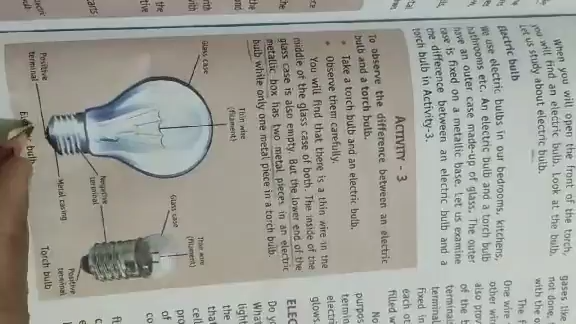 When you will open the front of the torch,
you will find an electric bulb. Look at the bulb.
Let us study about electric bulb.
Electric bulb
We use electric bulbs in our bedrooms, kitchens,
bathrooms etc. An electric bulb and a torch bulb
have an outer case made-up of glass. The outer
case is fixed on a metallic base. Let us examine
the difference between an electric bulb and a
torch bulb in Activity-3.
ACTIVITY - 3
To observe the difference between an electric
bulb and a torch bulb.
• Take a torch bulb and an electric bulb.
• Observe them carefully.
You will find that there is a thin wire in the
middle of the glass case of both. The inside of the
glass case is also empty. But the lower end of the
metallic box has two metal pieces in an electric
bulb while only one metal piece in a torch bulb.
Thin wire
(filament)
Glass Case
Positive
terminal
bulb
Thin wire
(filament)
Glass case
Negative
terminal
Metal casing
Positive
terminal
Torch bulb
gases like
not done,
with the
The f
One wire
other wi
also prov
of the b
terminal
terminal
fixed in
each ot
filled w
No
purpos
termin
electri
glows
ELEC
Do yo
What
light
the
that
cell
pro
of
co